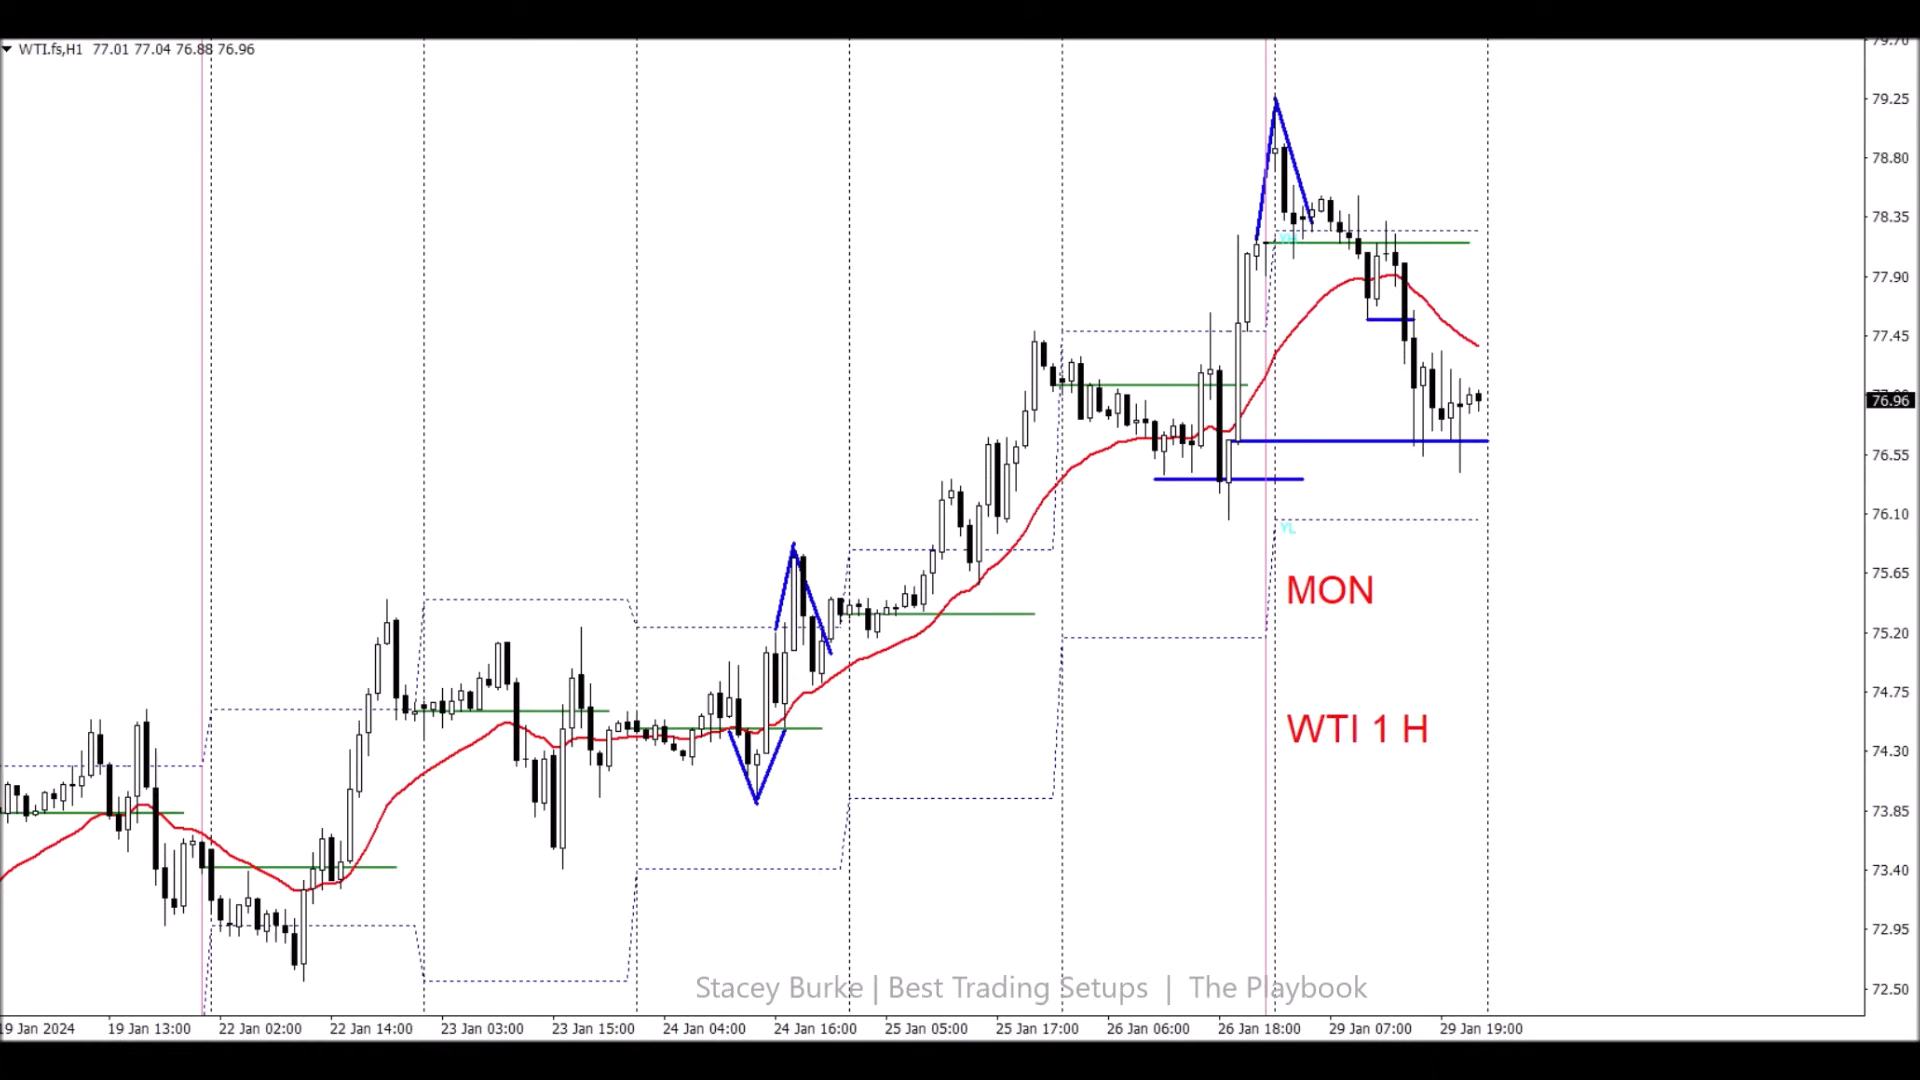 WTI.fs,H1 77.01 77.04 76.88 76.96
79.70
79.25
78.80
78.35
YH
77.90
77.45
76.96
76.55
76.10
YL
75.65
MON
75.20
74.75
WTI 1 H
74.30
73.85
73.40
72.95
Stacey Burke | Best Trading Setups | The Playbook
72.50
19 Jan 2024 19 Jan 13:00 22 Jan 02:00 22 Jan 14:00 23 Jan 03:00 23 Jan 15:00 24 Jan 04:00 24 Jan 16:00 25 Jan 05:00 25 Jan 17:00 26 Jan 06:00 26 Jan 18:00 29 Jan 07:00 29 Jan 19:00